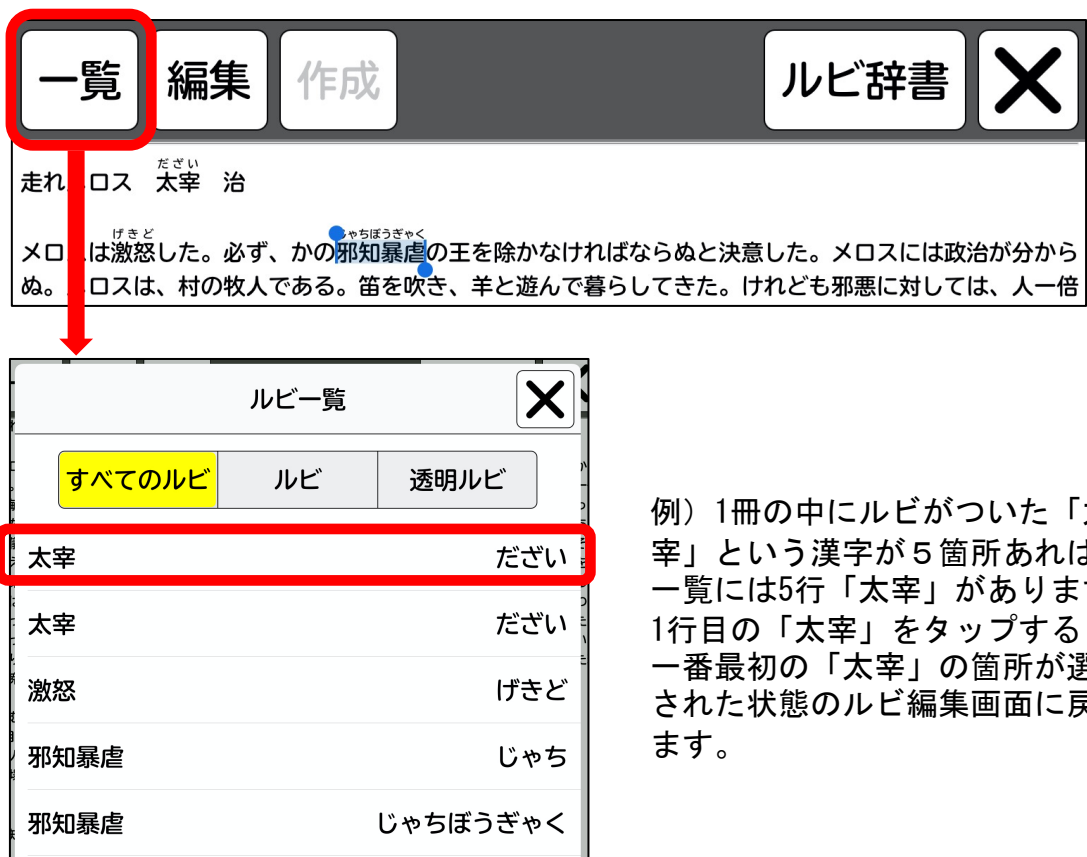 一覧 編集 作成 ルビ辞書
だざい
走れ ロス 太宰 治
げきど ゃちぼうぎゃく
メロ は激怒した。必ず、かの邪知暴虐の王を除かなければならぬと決意した。メロスには政治が分から
ぬ。 ロスは、村の牧人である。笛を吹き、羊と遊んで暮らしてきた。けれども邪悪に対しては、人一倍
ルビ一覧
すべてのルビ ルビ 透明ルビ
太宰 だざい
太宰 だざい
激怒 げきど
邪知暴虐 じゃち
邪知暴虐 じゃちぼうぎゃく
例）1冊の中にルビがついた「
宰」という漢字が５箇所あれ
一覧には5行「太宰」がありま
1行目の「太宰」をタップする
一番最初の「太宰」の箇所が
された状態のルビ編集画面に
ます。